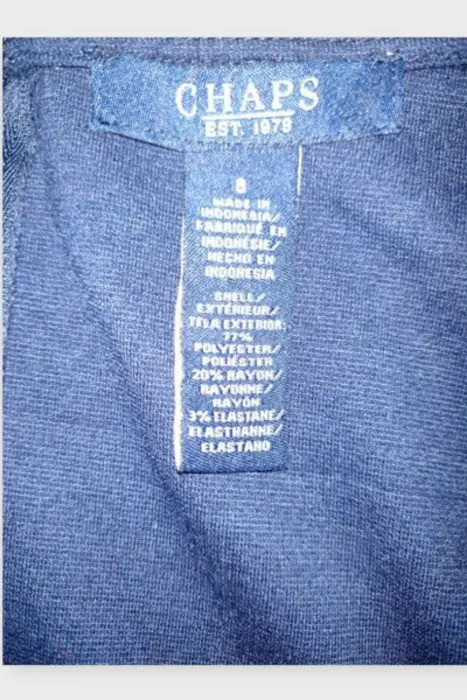 CHAPS
EST. 1978
8
MADE IN
INDONESIA/
FABRIQUÉ EN
INDONÉSIE/
HECHO EN
INDONESIA
SHELL/
EXTÉRIEUR/
TELA EXTERIOR:
77%
POLYESTER/
POLIÉSTER
20% RAYON/
RAYONNE/
RAYÓN
3% ELASTANE/
ELASTHANNE/
ELASTANO